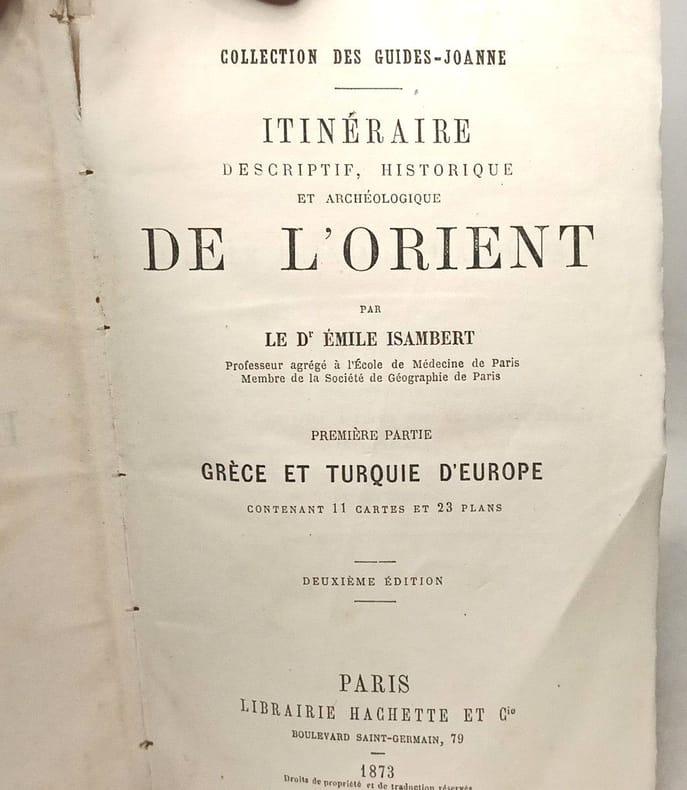 COLLECTION DES GUIDES-JOANNE
ITINÉRAIRE
DESCRIPTIF, HISTORIQUE
ET ARCHÉOLOGIQUE
DE L'ORIENT
PAR
LE Dr ÉMILE ISAMBERT
Professeur agrégé à l'École de Médecine de Paris
Membre de la Société de Géographie de Paris
PREMIÈRE PARTIE
GRÈCE ET TURQUIE D'EUROPE
CONTENANT 11 CARTES ET 23 PLANS
DEUXIÈME ÉDITION
PARIS
LIBRAIRIE HACHETTE ET Cie
BOULEVARD SAINT-GERMAIN, 79
1873
Droits de propriété et de traduction réservés